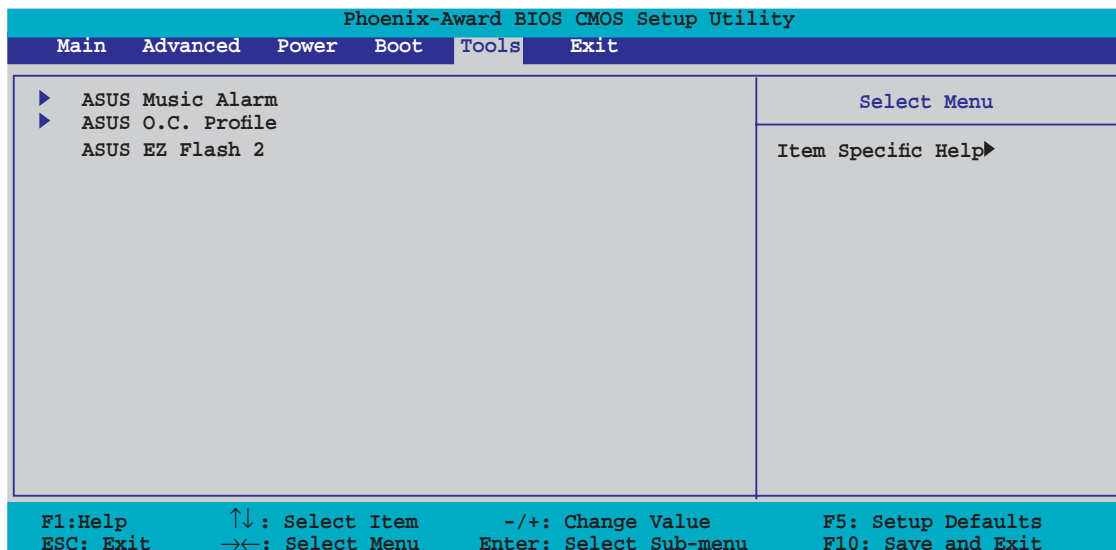 Phoenix-Award BIOS CMOS Setup Utility
Main Advanced Power Boot Tools Exit
ASUS Music Alarm
ASUS O.C. Profile
ASUS EZ Flash 2
Select Menu
Item Specific Help
F1:Help ↑↓: Select Item -/+: Change Value F5: Setup Defaults
ESC: Exit →←: Select Menu Enter: Select Sub-menu F10: Save and Exit